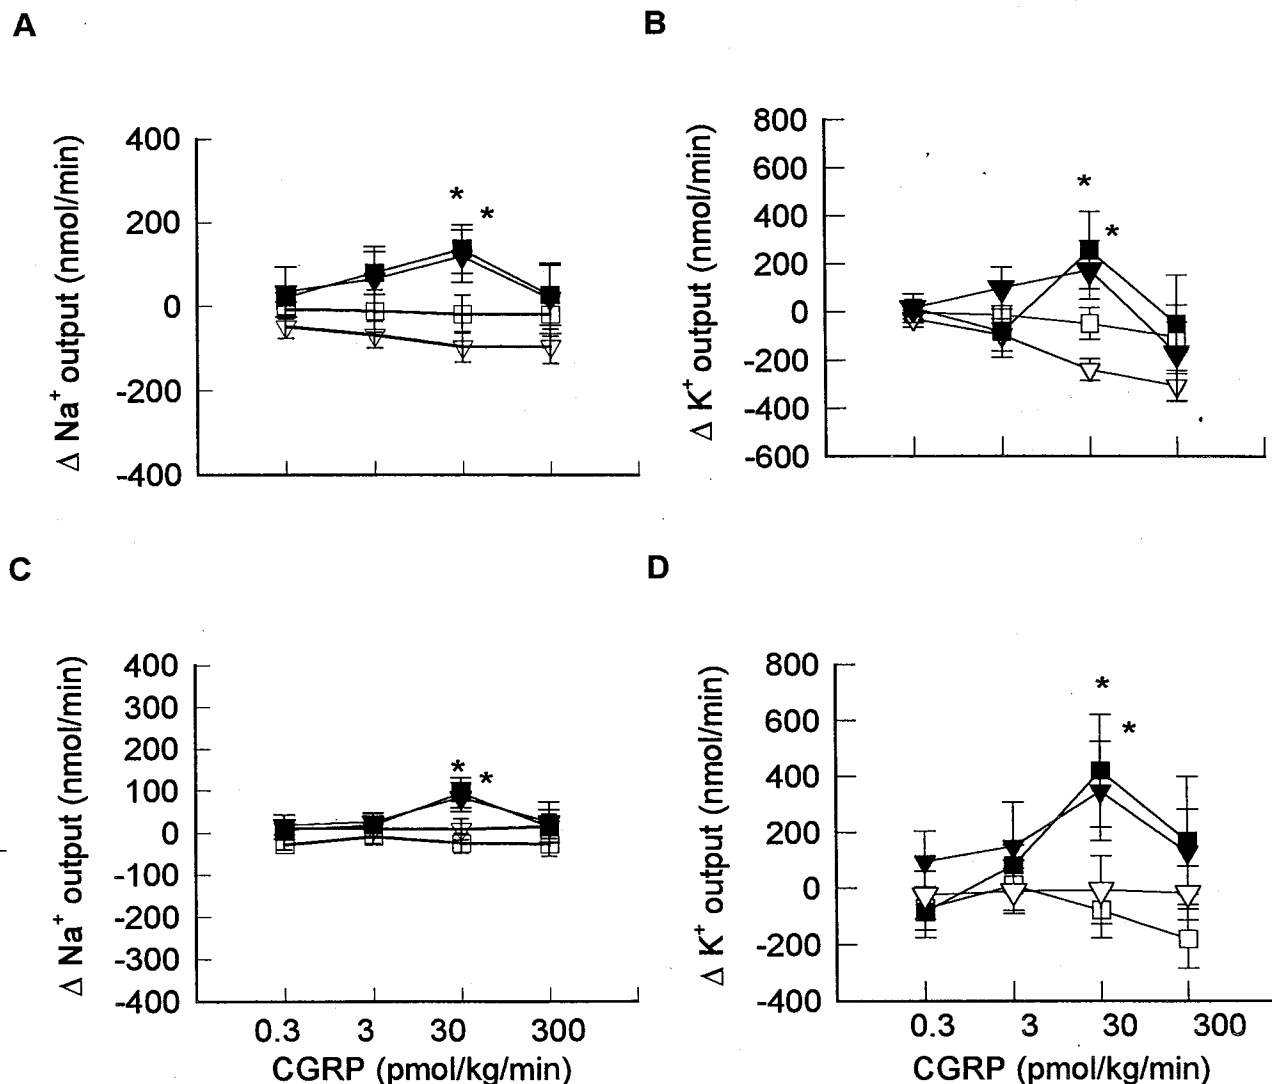 A
B
Δ Na+ output (nmol/min)
400
200
0
-200
-400
* *
Δ K+ output (nmol/min)
800
600
400
200
0
-200
-400
-600
* *
C
D
Δ Na+ output (nmol/min)
400
300
200
100
0
-100
-200
-300
-400
* *
0.3 3 30 300
CGRP (pmol/kg/min)
Δ K+ output (nmol/min)
800
600
400
200
0
-200
-400
* *
0.3 3 30 300
CGRP (pmol/kg/min)